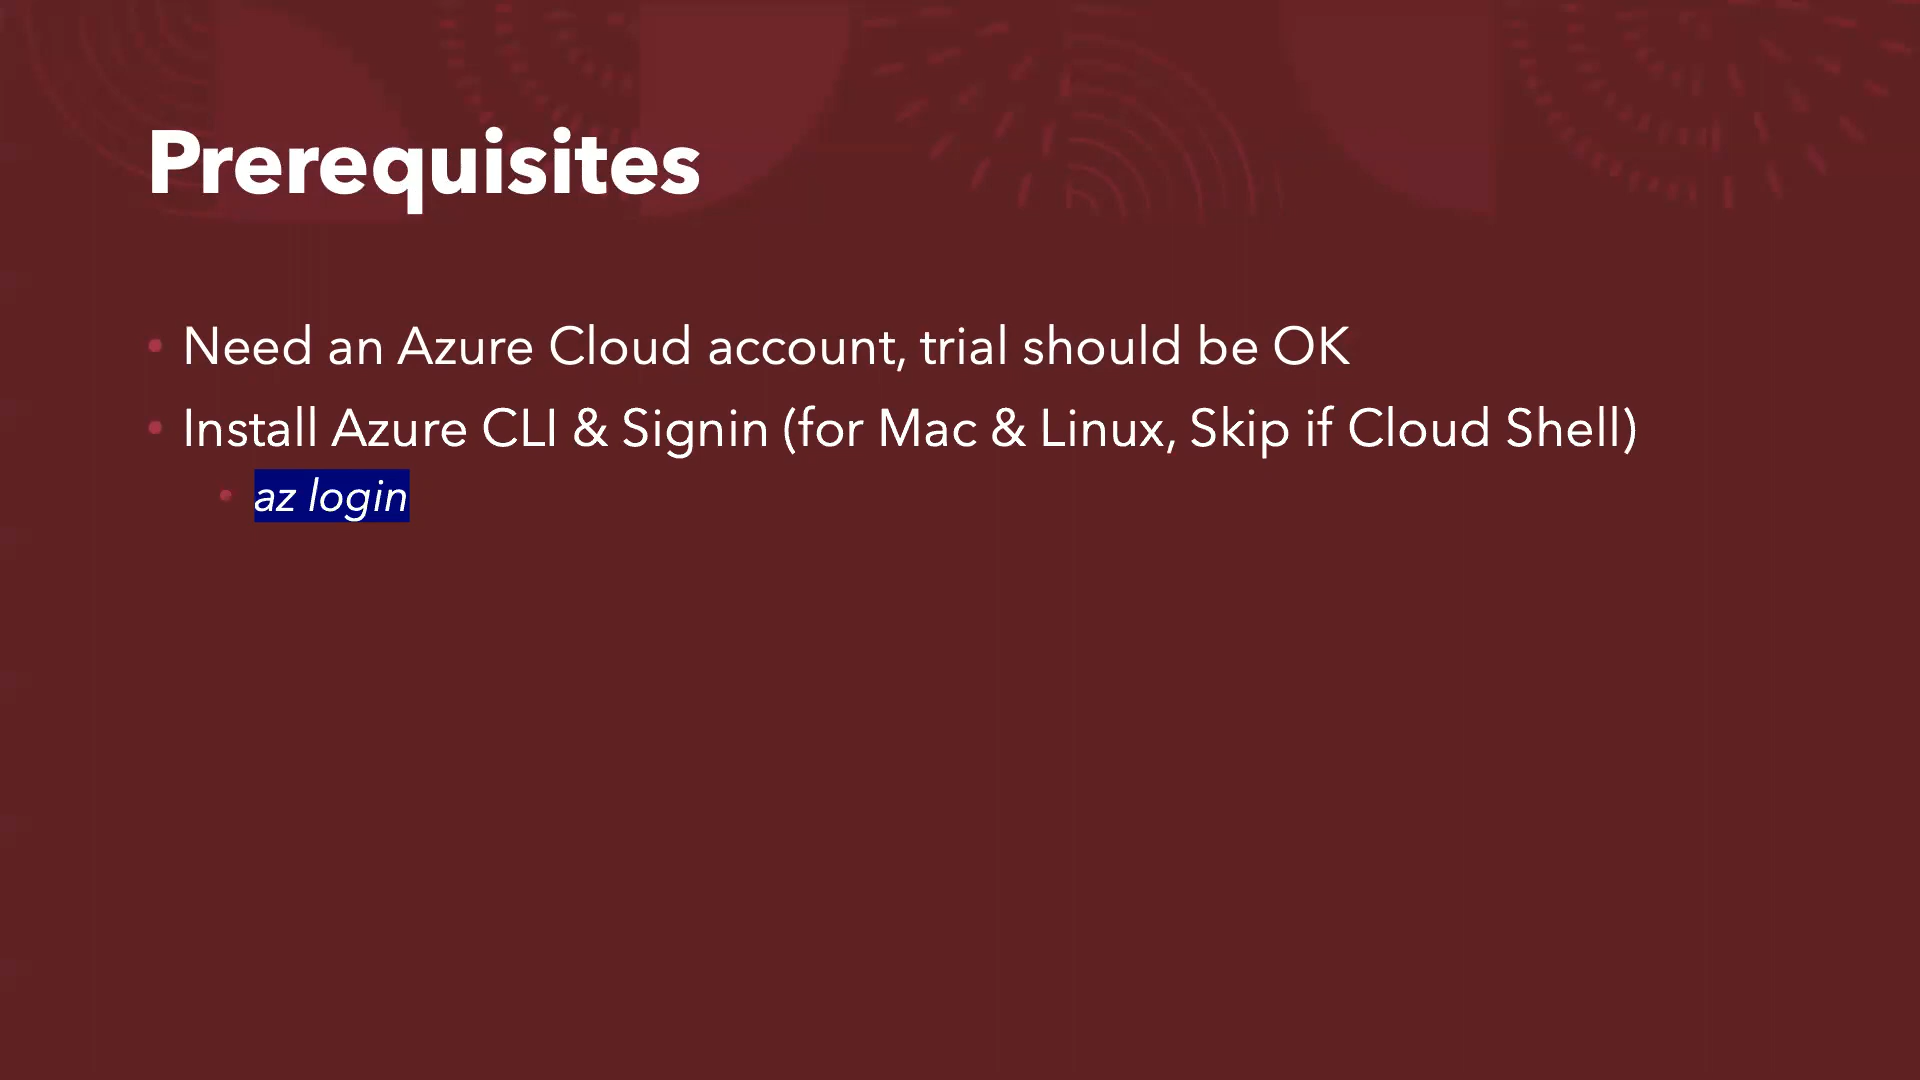 Prerequisites
• Need an Azure Cloud account, trial should be OK
• Install Azure CLI & Signin (for Mac & Linux, Skip if Cloud Shell)
• az login